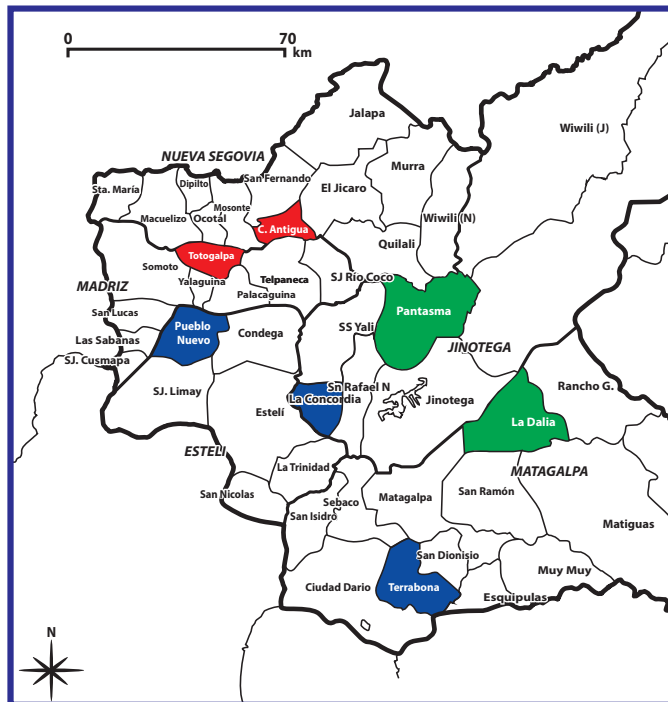 0 70
km
Jalapa
Wiwili (J)
NUEVA SEGOVIA
Murra
Dipilto
San Fernando
Sta. María
El Jicaro
Mosonte
Macuelizo
Ocotál
Wiwili (N)
C. Antigua
Quilali
Totogalpa
Somoto
SJ Río Coco
Telpaneca
Yalaguina
MADRIZ
Palacaguina
San Lucas
Pantasma
Pueblo
Nuevo
Condega
SS Yali
Las Sabanas
JINOTEGA
SJ. Cusmapa
Sn Rafael N
Rancho G.
SJ. Limay
La Concordia
Jinotega
Estelí
La Dalia
ESTELI
La Trinidad
MATAGALPA
San Nicolas
Sebaco
Matagalpa
San Ramón
San Isidro
Matiguas
San Dionisio
Muy Muy
Ciudad Dario
Terrabona
Esquipulas
N